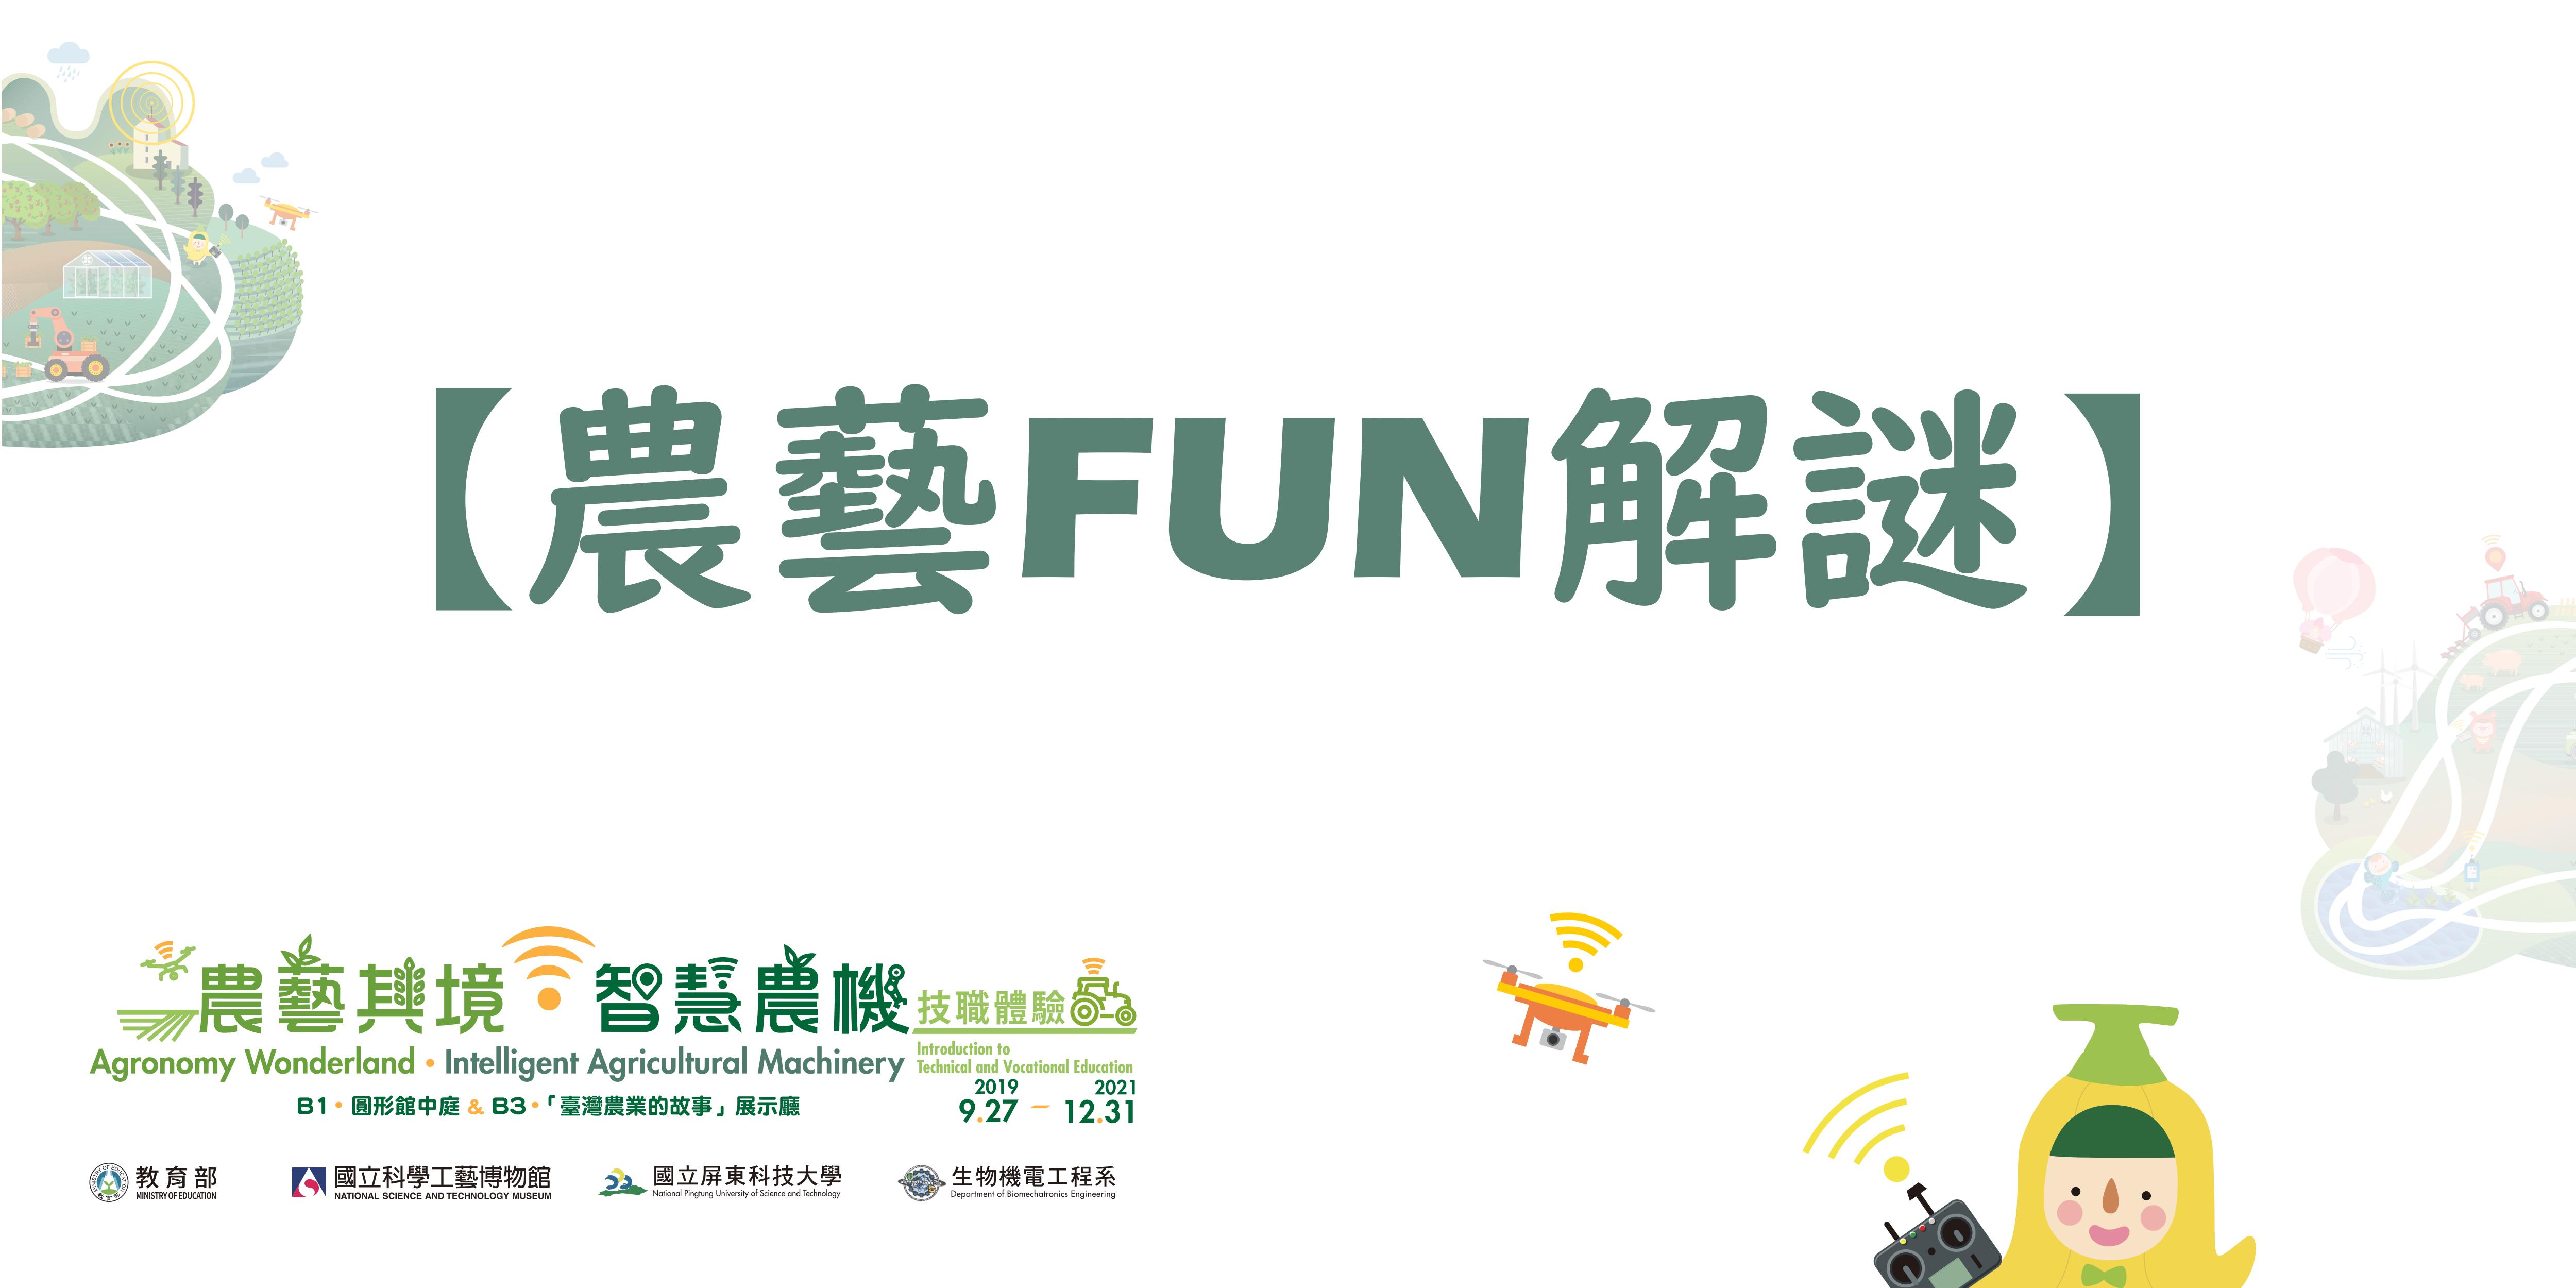 【農藝FUN解謎】
農藝其境 智慧農機 技職體驗
Agronomy Wonderland • Intelligent Agricultural Machinery
Introduction to
Technical and Vocational Education
2019 2021
9.27 – 12.31
B1•圓形館中庭 & B3•「臺灣農業的故事」展示廳
教育部
MINISTRY OF EDUCATION
國立科學工藝博物館
NATIONAL SCIENCE AND TECHNOLOGY MUSEUM
國立屏東科技大學
National Pingtung University of Science and Technology
生物機電工程系
Department of Biomechatronics Engineering